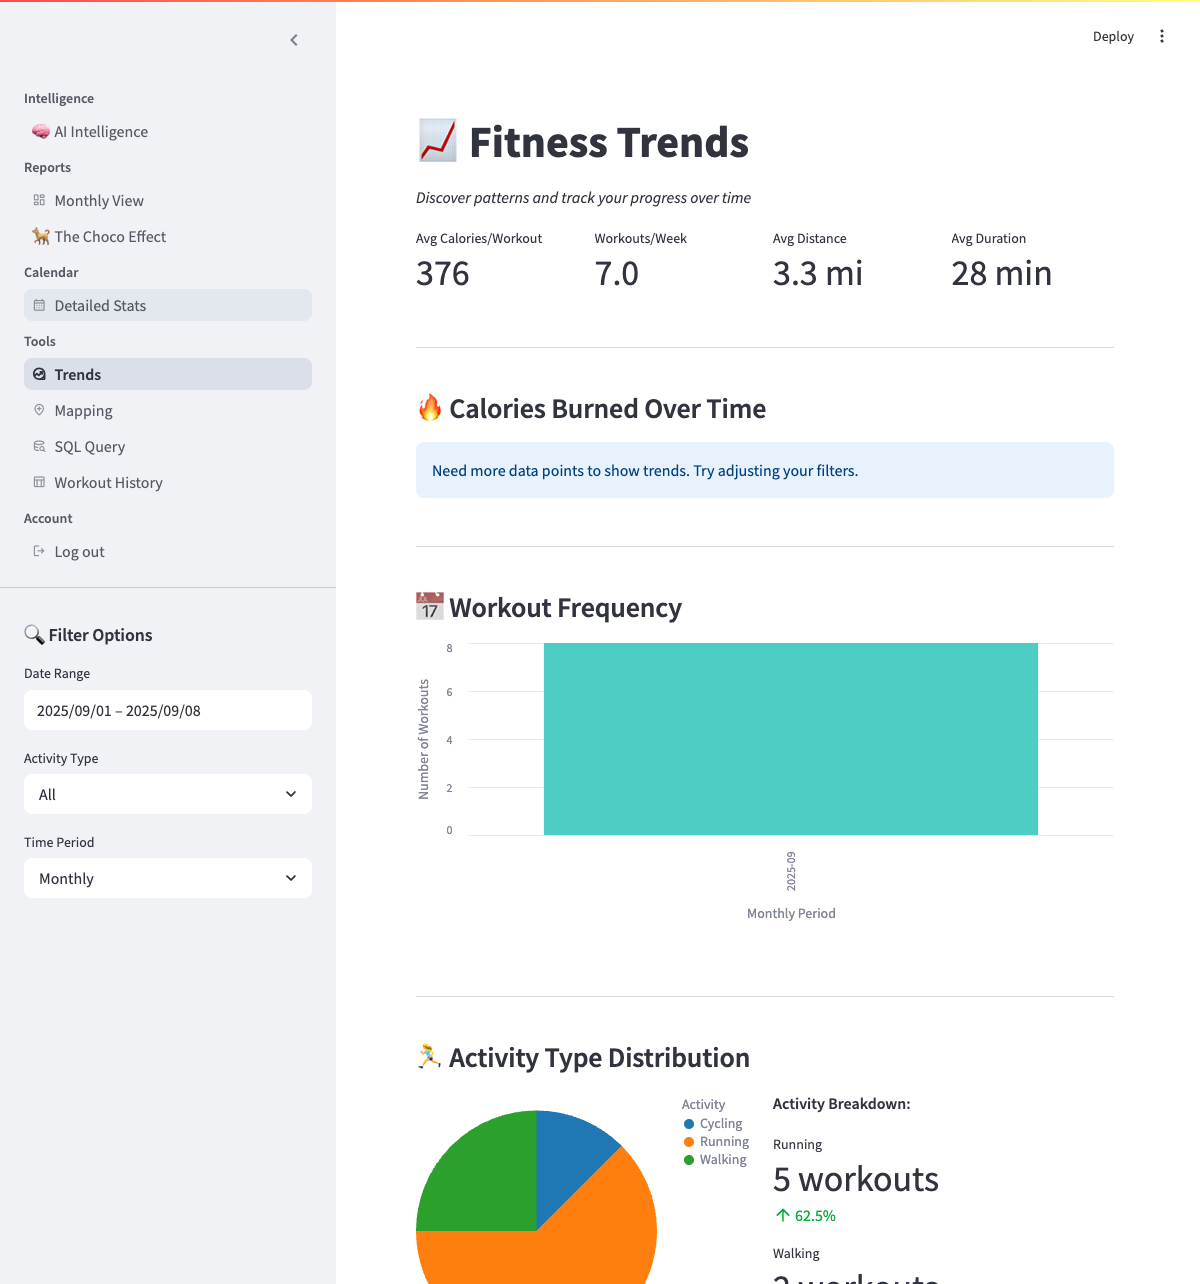 Deploy
Intelligence
AI Intelligence
Reports
Monthly View
The Choco Effect
Calendar
Detailed Stats
Tools
Trends
Mapping
SQL Query
Workout History
Account
Log out
Filter Options
Date Range
2025/09/01 – 2025/09/08
Activity Type
All
Time Period
Monthly
Fitness Trends
Discover patterns and track your progress over time
Avg Calories/Workout
376
Workouts/Week
7.0
Avg Distance
3.3 mi
Avg Duration
28 min
Calories Burned Over Time
Need more data points to show trends. Try adjusting your filters.
17
Workout Frequency
Number of Workouts
8
6
4
2
0
2025-09
Monthly Period
Activity Type Distribution
Activity
Cycling
Running
Walking
Activity Breakdown:
Running
5 workouts
62.5%
Walking
2 workouts